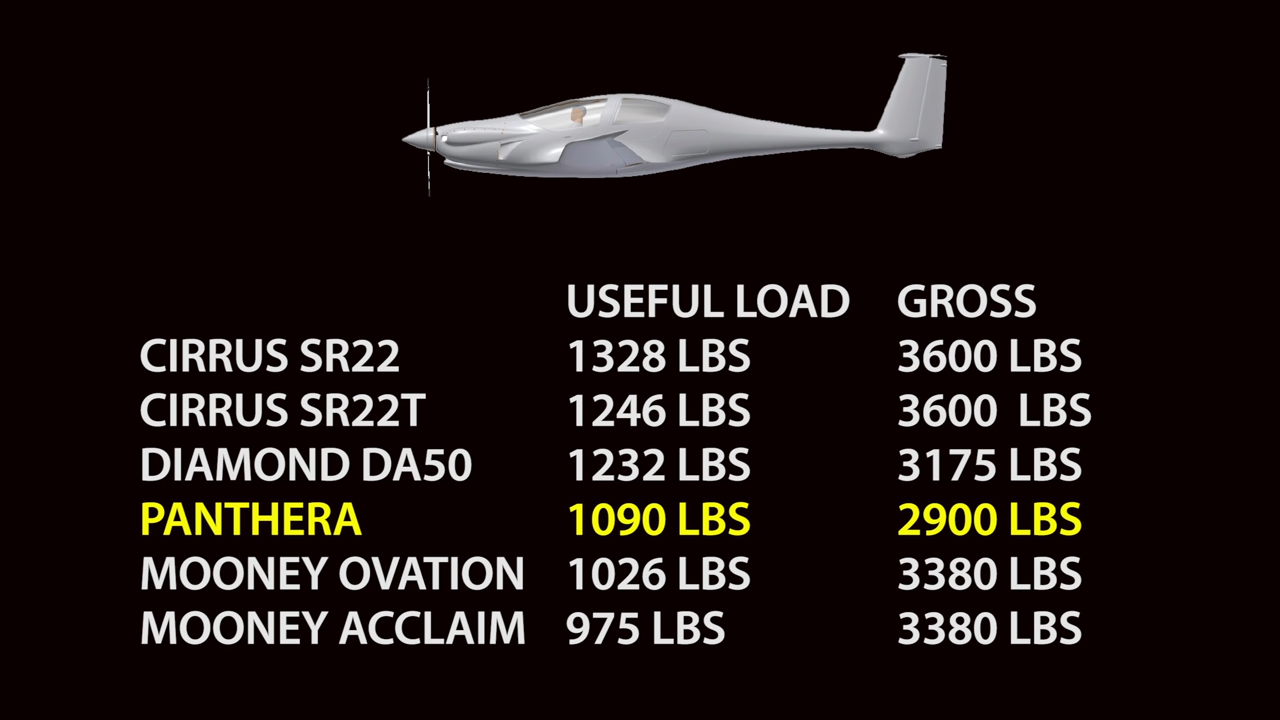 USEFUL LOAD GROSS
CIRRUS SR22 1328 LBS 3600 LBS
CIRRUS SR22T 1246 LBS 3600 LBS
DIAMOND DA50 1232 LBS 3175 LBS
PANTHERA 1090 LBS 2900 LBS
MOONEY OVATION 1026 LBS 3380 LBS
MOONEY ACCLAIM 975 LBS 3380 LBS